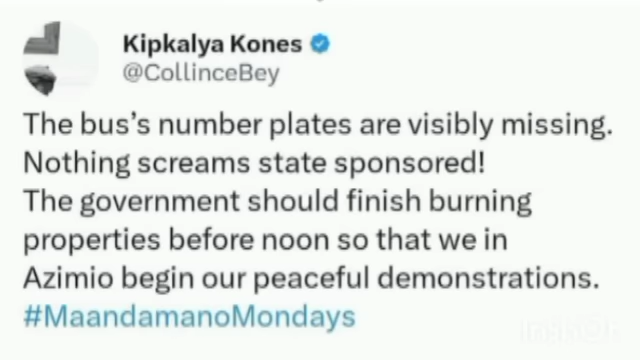 Kipkalya Kones
@CollinceBey
The bus's number plates are visibly missing.
Nothing screams state sponsored!
The government should finish burning
properties before noon so that we in
Azimio begin our peaceful demonstrations.
#MaandamanoMondays